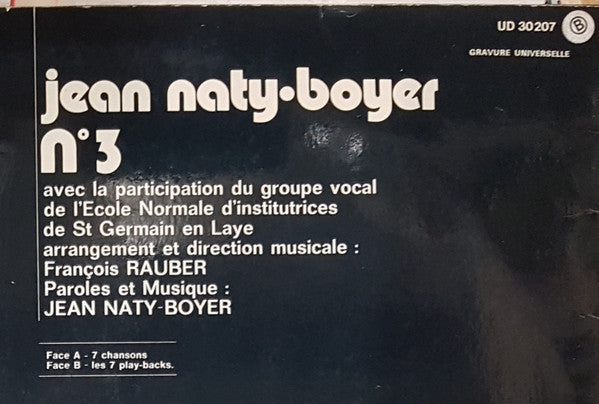 UD 30207 B
GRAVURE UNIVERSELLE
jean naty-boyer
n°3
avec la participation du groupe vocal
de l'Ecole Normale d'institutrices
de St Germain en Laye
arrangement et direction musicale :
François RAUBER
Paroles et Musique :
JEAN NATY-BOYER
Face A - 7 chansons
Face B - les 7 play-backs.